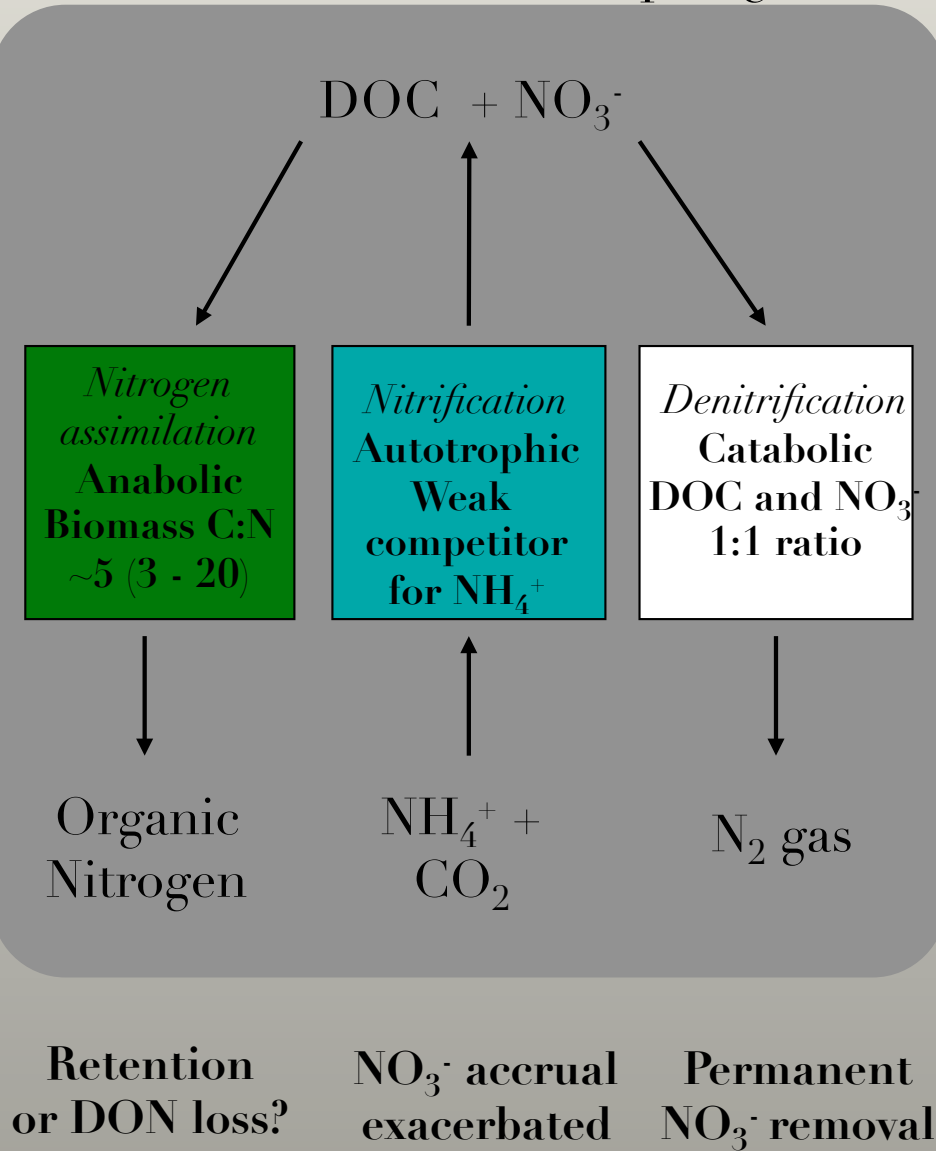 DOC + NO₃⁻
Nitrogen
assimilation
Anabolic
Biomass C:N
~5 (3 - 20)
Nitrification
Autotrophic
Weak
competitor
for NH₄⁺
Denitrification
Catabolic
DOC and NO₃⁻
1:1 ratio
Organic
Nitrogen
NH₄⁺ +
CO₂
N₂ gas
Retention
or DON loss?
NO₃⁻ accrual
exacerbated
Permanent
NO₃⁻ removal